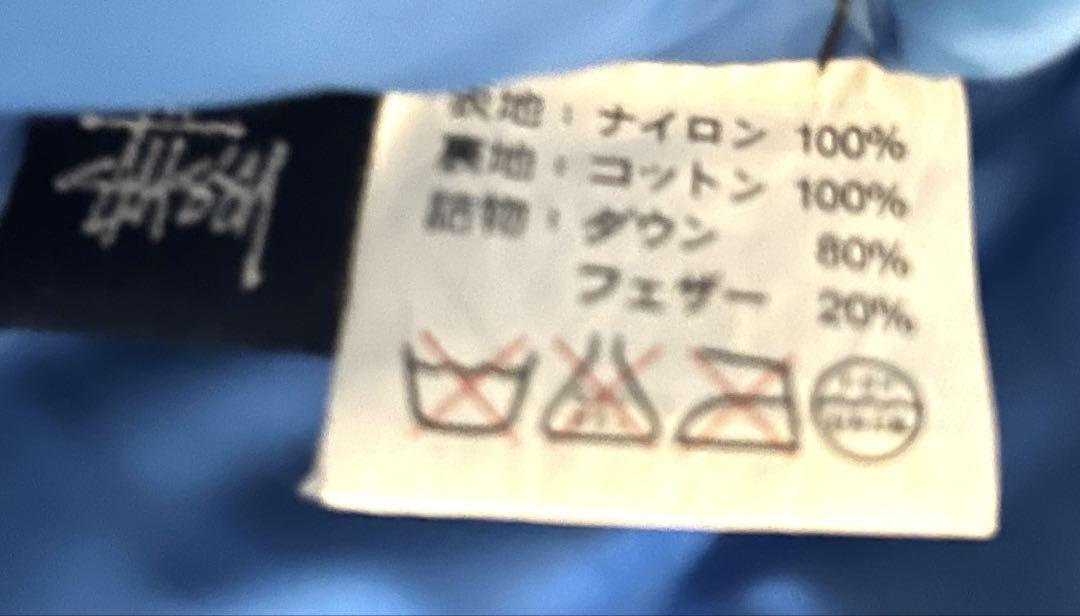 表地：ナイロン 100%
裏地：コットン 100%
詰物：ダウン 80%
フェザー 20%